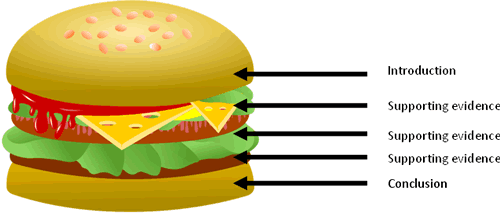 Introduction
Supporting evidence
Supporting evidence
Supporting evidence
Conclusion